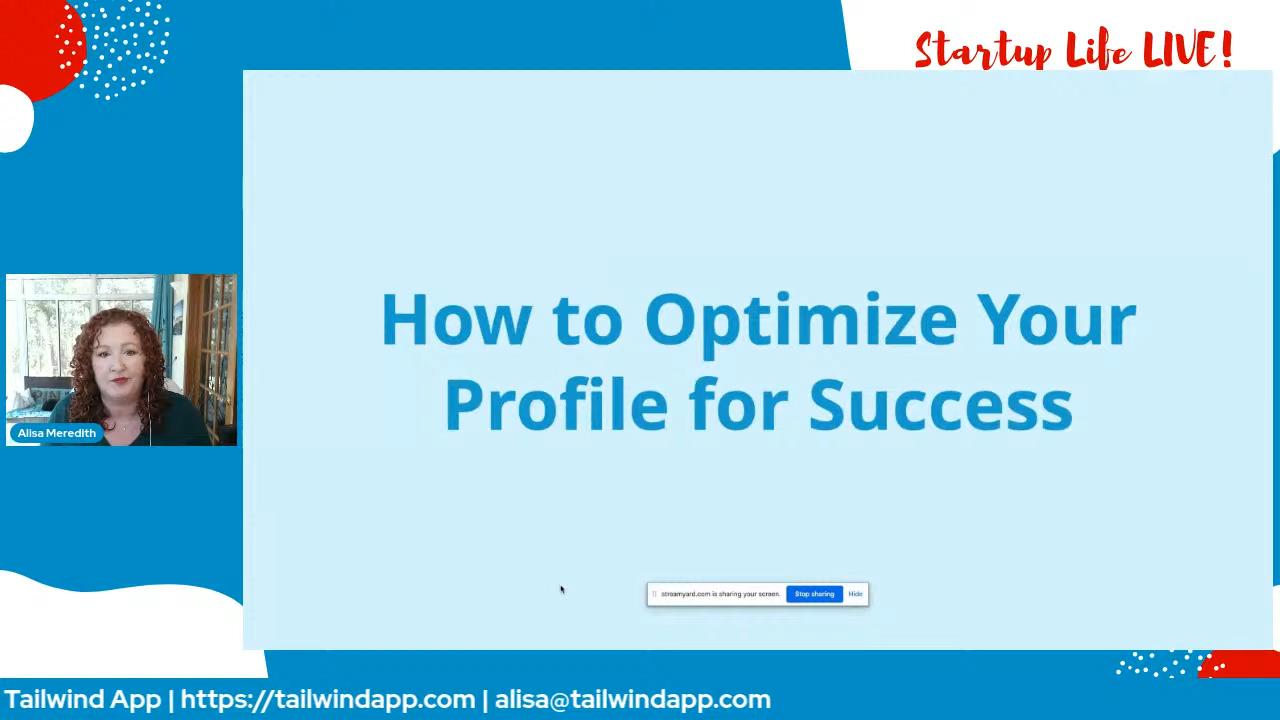 Startup Life LIVE!
How to Optimize Your
Profile for Success
Alisa Meredith
streamyard.com is sharing your screen. Stop sharing Hide
Tailwind App | https://tailwindapp.com | alisa@tailwindapp.com